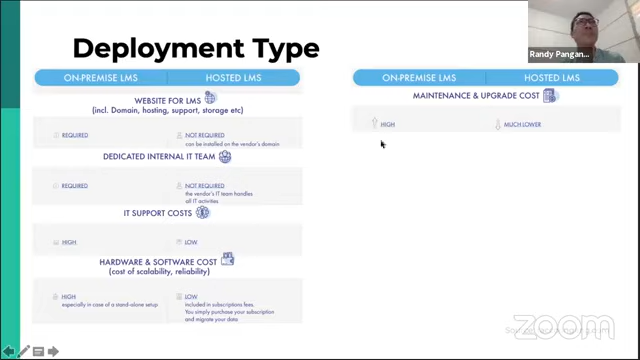 Deployment Type
Randy Pangan...
ON-PREMISE LMS HOSTED LMS
WEBSITE FOR LMS
(incl. Domain, hosting, support, storage etc)
REQUIRED NOT REQUIRED
can be installed on the vendor's domain
DEDICATED INTERNAL IT TEAM
REQUIRED NOT REQUIRED
the vendor's IT team handles
all IT activities
IT SUPPORT COSTS
HIGH LOW
HARDWARE & SOFTWARE COST
(cost of scalability, reliability)
HIGH LOW
especially in case of a stand-alone setup
included in subscriptions fees.
You simply purchase your subscription
and migrate your data
ON-PREMISE LMS HOSTED LMS
MAINTENANCE & UPGRADE COST
HIGH MUCH LOWER
zoom